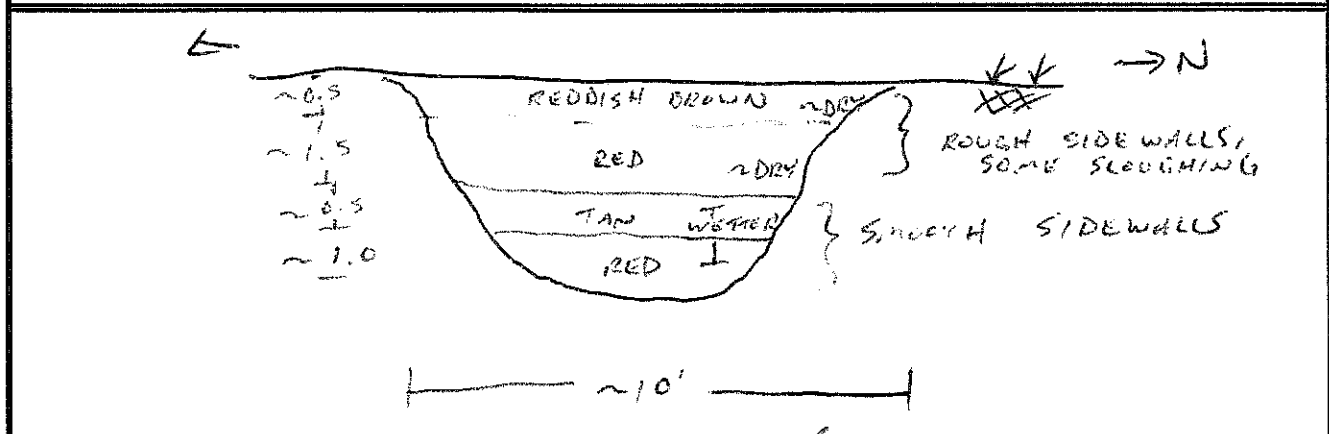 → N
~0.5
REDDISH BROWN ~DRY
~1.5
RED ~DRY
ROUGH SIDEWALLS,
SOME SLOUGHING
~0.5
TAN WETTER
SMOOTH SIDEWALLS
~1.0
RED
~10'